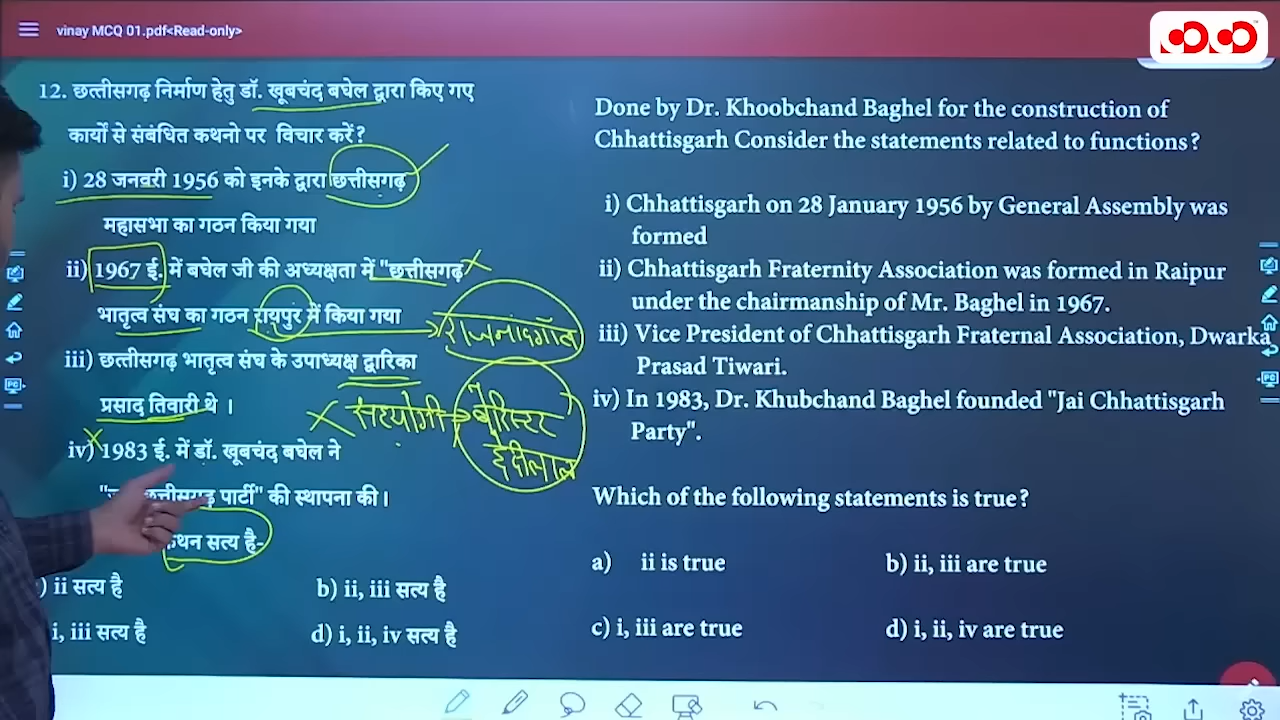 vinay MCQ 01.pdf<Read-only>
12. छत्तीसगढ़ निर्माण हेतु डॉ. खूबचंद बघेल द्वारा किए गए
कार्यों से संबंधित कथनो पर विचार करें?
i) 28 जनवरी 1956 को इनके द्वारा छत्तीसगढ़
महासभा का गठन किया गया
ii) 1967 ई. में बघेल जी की अध्यक्षता में "छत्तीसगढ़
भातृत्व संघ का गठन रायपुर में किया गया
राजनांदगाँव
iii) छत्तीसगढ़ भातृत्व संघ के उपाध्यक्ष द्वारिका
प्रसाद तिवारी थे ।
iv) 1983 ई. में डॉ. खूबचंद बघेल ने
छत्तीसगढ़ पार्टी" की स्थापना की।
कथन सत्य है-
) ii सत्य है
b) ii, iii सत्य है
i, iii सत्य है
d) i, ii, iv सत्य है
Done by Dr. Khoobchand Baghel for the construction of
Chhattisgarh Consider the statements related to functions?
i) Chhattisgarh on 28 January 1956 by General Assembly was
formed
ii) Chhattisgarh Fraternity Association was formed in Raipur
under the chairmanship of Mr. Baghel in 1967.
iii) Vice President of Chhattisgarh Fraternal Association, Dwarka
Prasad Tiwari.
iv) In 1983, Dr. Khubchand Baghel founded "Jai Chhattisgarh
Party".
Which of the following statements is true?
a) ii is true
b) ii, iii are true
c) i, iii are true
d) i, ii, iv are true